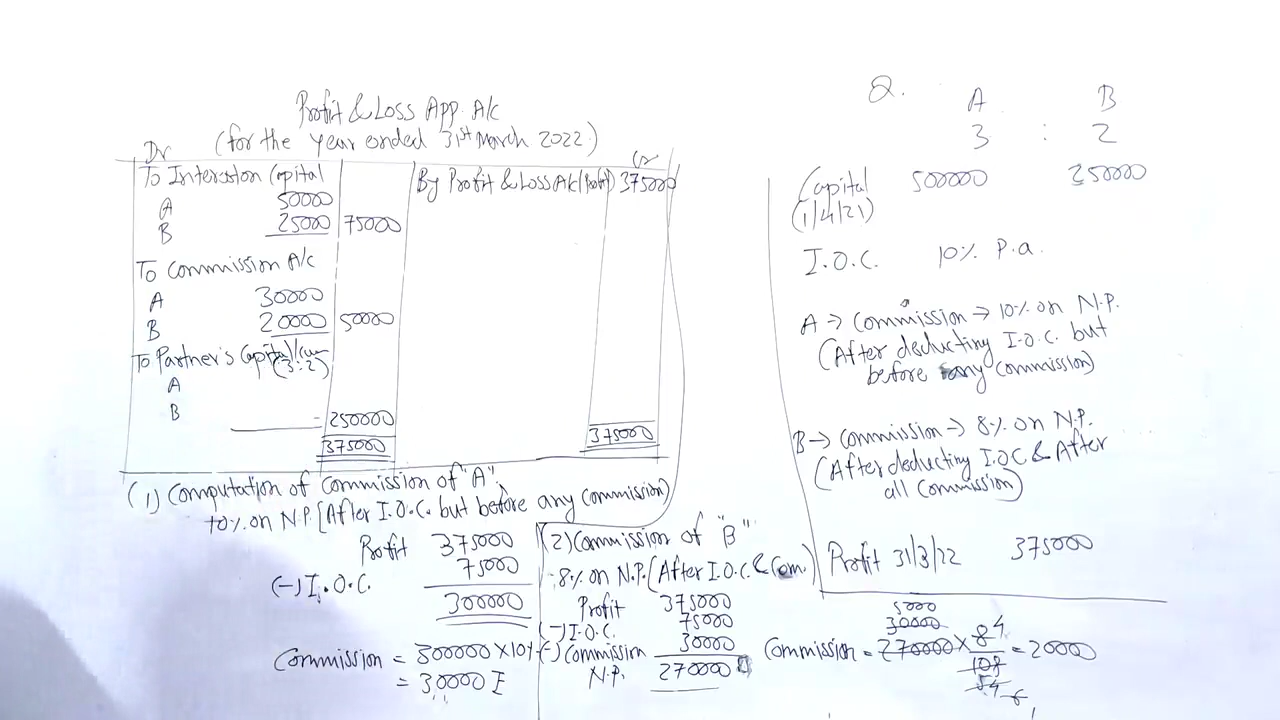 Profit & Loss App. A/c
(for the year ended 31st March 2022)
Dr Cr
To Interest on Capital By Profit & Loss A/c (Profit) 375000
A 50000
B 25000 75000
To Commission A/c
A 30000
B 20000 50000
To Partner's Capital/
(3:2)
A
B 250000
375000 375000
(1) Computation of Commission of "A"
10% on N.P. [After I.O.C. but before any commission)
Profit 375000
(-) I.O.C. 75000
300000
Commission = 300000 x 10%
= 30000
(2) Commission of "B"
8% on N.P. [After I.O.C & Com.)
Profit 375000
(-) I.O.C. 75000
(-) Commission 30000
N.P. 270000
Q.
A B
3 : 2
Capital 500000 250000
(1/4/21)
I.O.C. 10% P.a.
A → Commission → 10% on N.P.
(After deducting I.O.C. but
before any Commission)
B → Commission → 8% on N.P.
(After deducting I.O.C & After
all Commission)
Profit 31/3/22 375000
5000
30000
Commission = 270000 x 8 4 = 20000
108
54 6